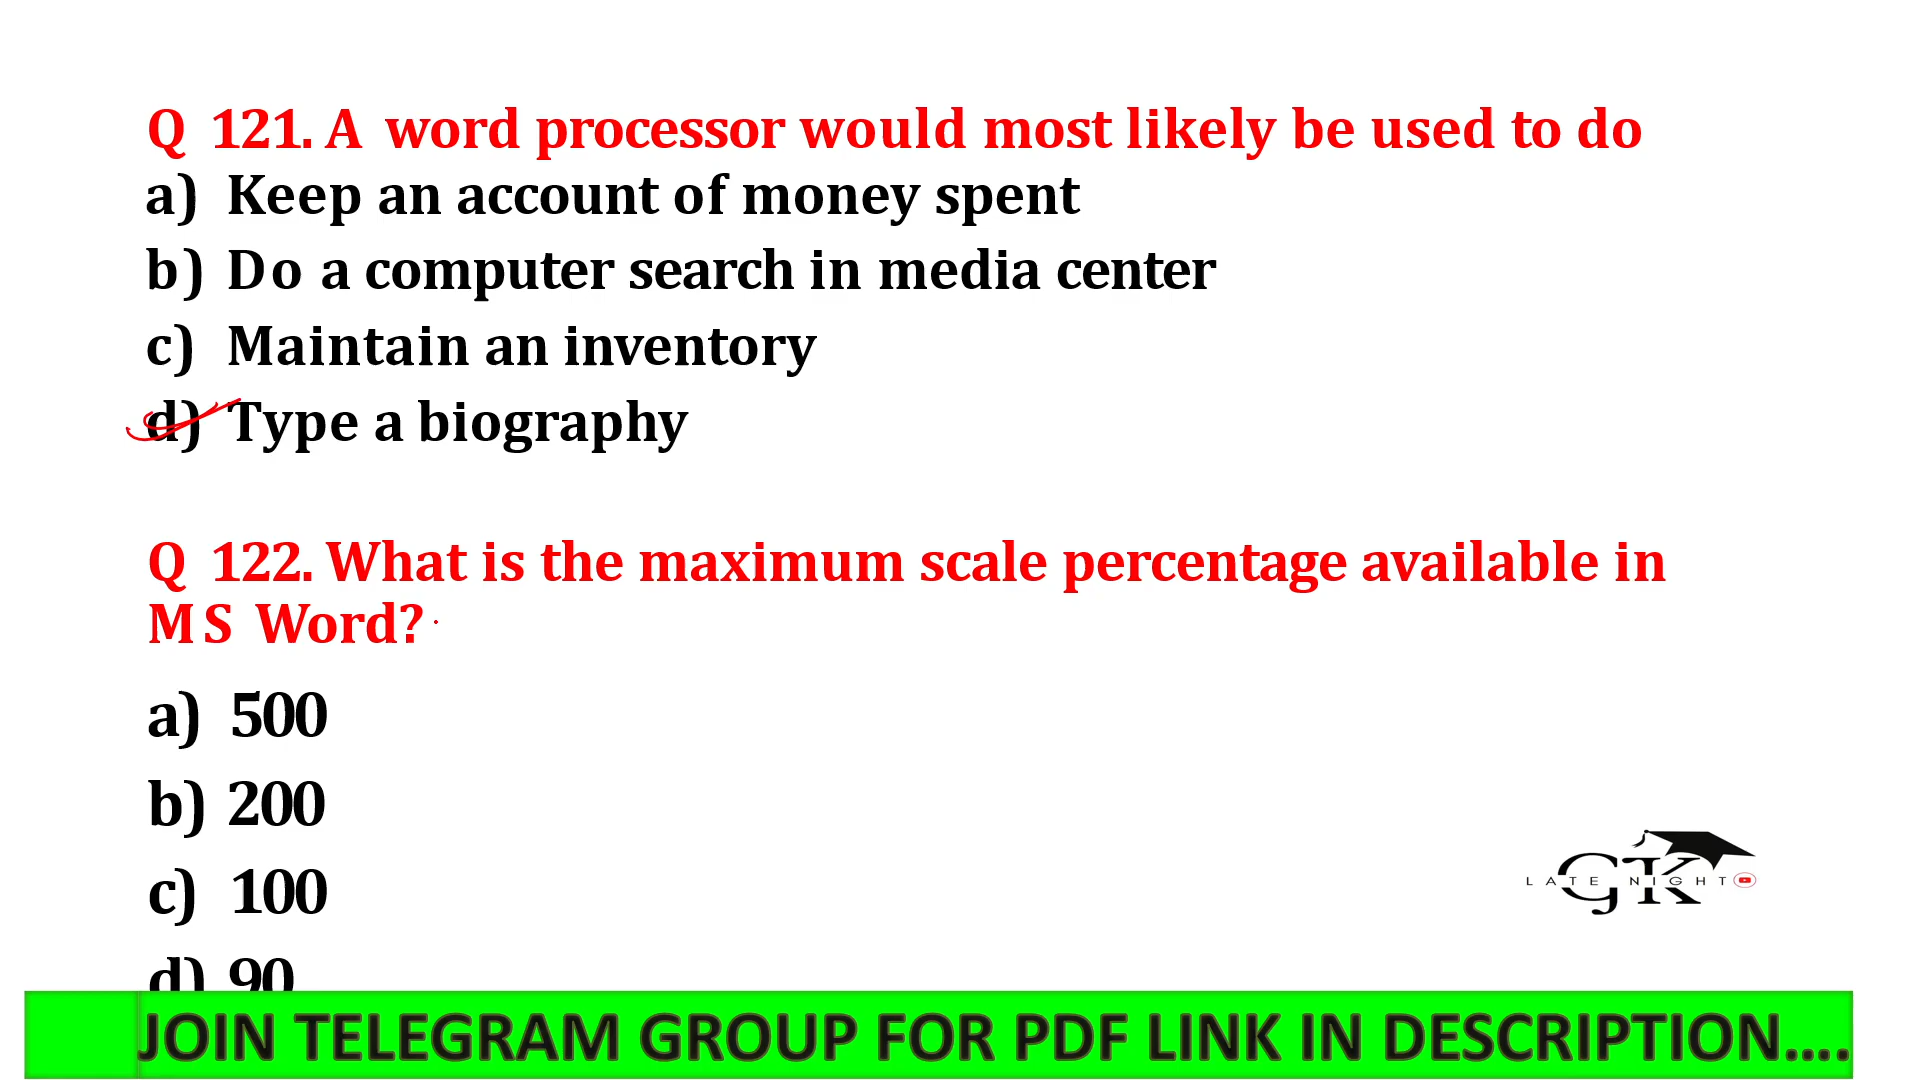 Q 121. A word processor would most likely be used to do
a) Keep an account of money spent
b) Do a computer search in media center
c) Maintain an inventory
d) Type a biography
Q 122. What is the maximum scale percentage available in
MS Word?
a) 500
b) 200
c) 100
d) 90
GK
LATE NIGHT
JOIN TELEGRAM GROUP FOR PDF LINK IN DESCRIPTION....